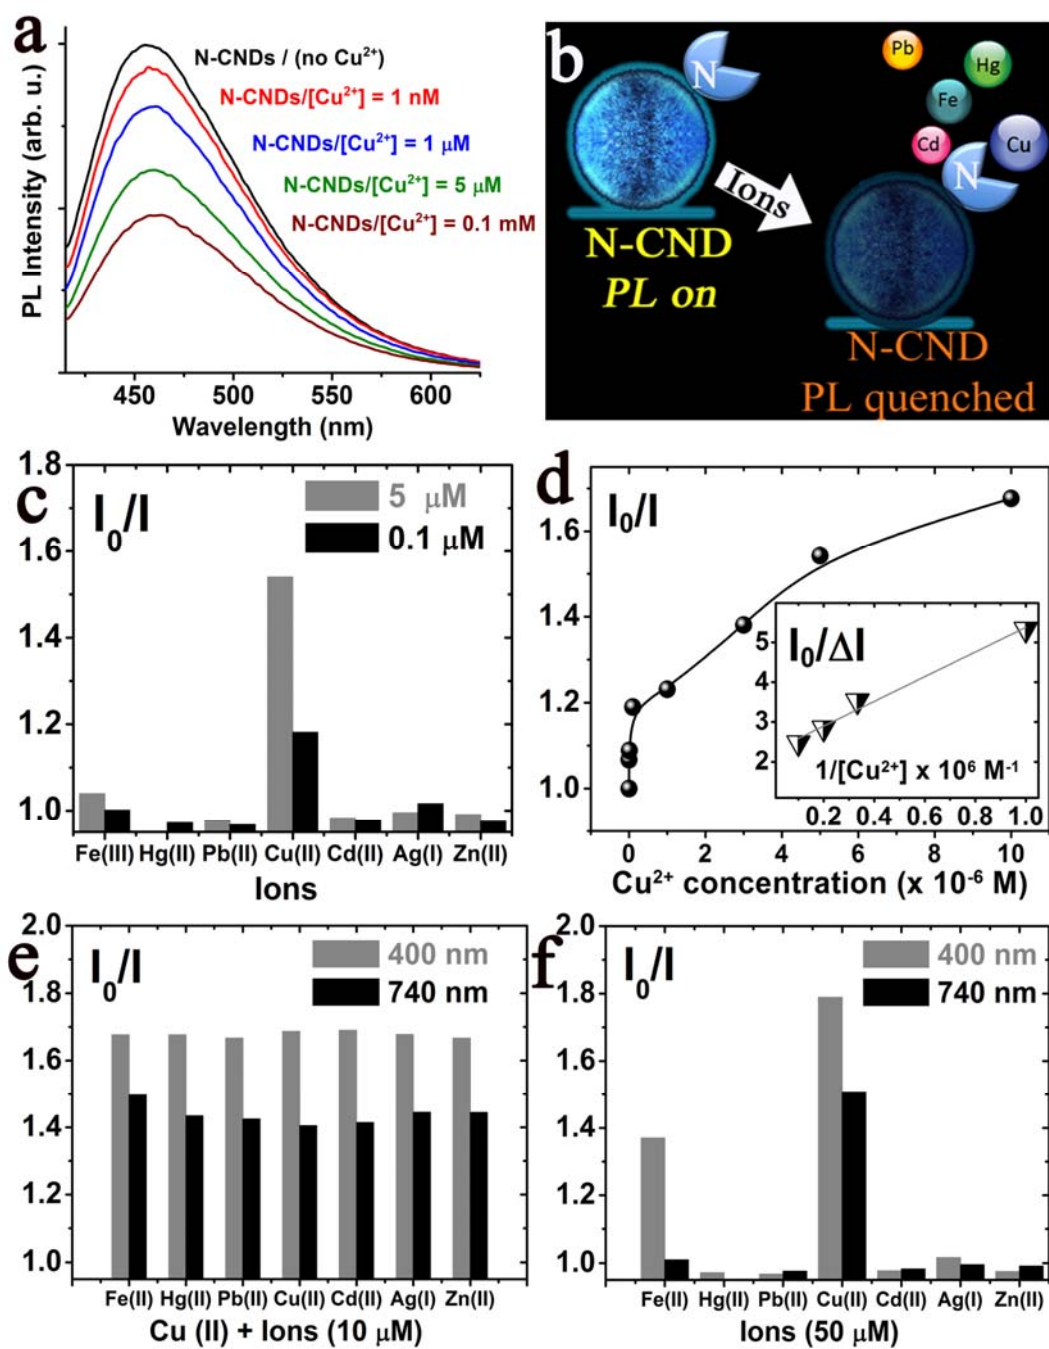 a
PL Intensity (arb. u.)
N-CNDs / (no Cu²⁺)
N-CNDs/[Cu²⁺] = 1 nM
N-CNDs/[Cu²⁺] = 1 μM
N-CNDs/[Cu²⁺] = 5 μM
N-CNDs/[Cu²⁺] = 0.1 mM
450 500 550 600
Wavelength (nm)
b
N
N-CND
PL on
Ions
Pb
Hg
Fe
Cd
Cu
N
N-CND
PL quenched
c
I₀/I
5 μM
0.1 μM
1.8
1.6
1.4
1.2
1.0
Fe(III) Hg(II) Pb(II) Cu(II) Cd(II) Ag(I) Zn(II)
Ions
d
I₀/I
1.6
1.4
1.2
1.0
0 2 4 6 8 10
Cu²⁺ concentration (x 10⁻⁶ M)
I₀/ΔI
5
4
3
2
1/[Cu²⁺] x 10⁶ M⁻¹
0.2 0.4 0.6 0.8 1.0
e
I₀/I
400 nm
740 nm
2.0
1.8
1.6
1.4
1.2
1.0
Fe(II) Hg(II) Pb(II) Cu(II) Cd(II) Ag(I) Zn(II)
Cu (II) + Ions (10 μM)
f
I₀/I
400 nm
740 nm
2.0
1.8
1.6
1.4
1.2
1.0
Fe(II) Hg(II) Pb(II) Cu(II) Cd(II) Ag(I) Zn(II)
Ions (50 μM)